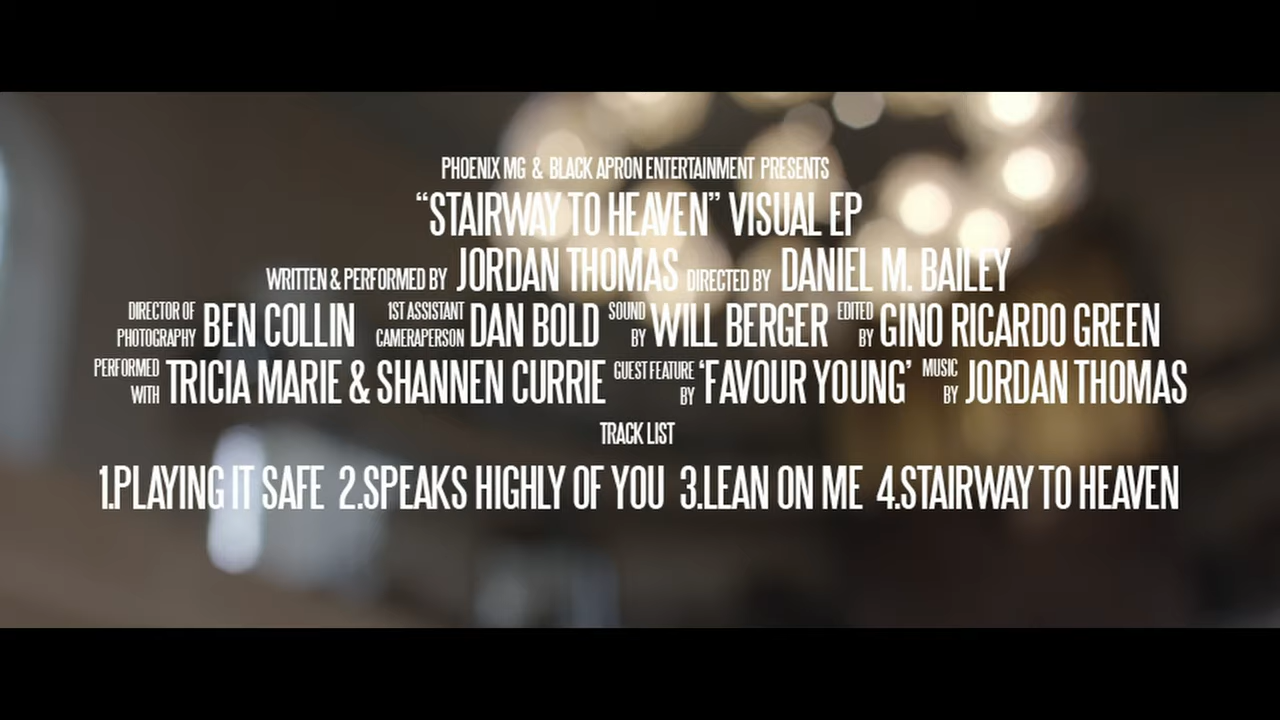 PHOENIX MG & BLACK APRON ENTERTAINMENT PRESENTS
“STAIRWAY TO HEAVEN” VISUAL EP
WRITTEN & PERFORMED BY JORDAN THOMAS DIRECTED BY DANIEL M. BAILEY
DIRECTOR OF PHOTOGRAPHY BEN COLLIN 1ST ASSISTANT CAMERAPERSON DAN BOLD SOUND BY WILL BERGER EDITED BY GINO RICARDO GREEN
PERFORMED WITH TRICIA MARIE & SHANNEN CURRIE GUEST FEATURE BY ‘FAVOUR YOUNG’ MUSIC BY JORDAN THOMAS
TRACK LIST
1.PLAYING IT SAFE 2.SPEAKS HIGHLY OF YOU 3.LEAN ON ME 4.STAIRWAY TO HEAVEN